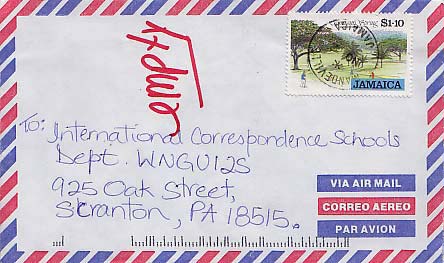 $1·10
JAMAICA
To: International Correspondence Schools
Dept. WNGU12S
925 Oak Street,
Scranton, PA 18515.
VIA AIR MAIL
CORREO AEREO
PAR AVION